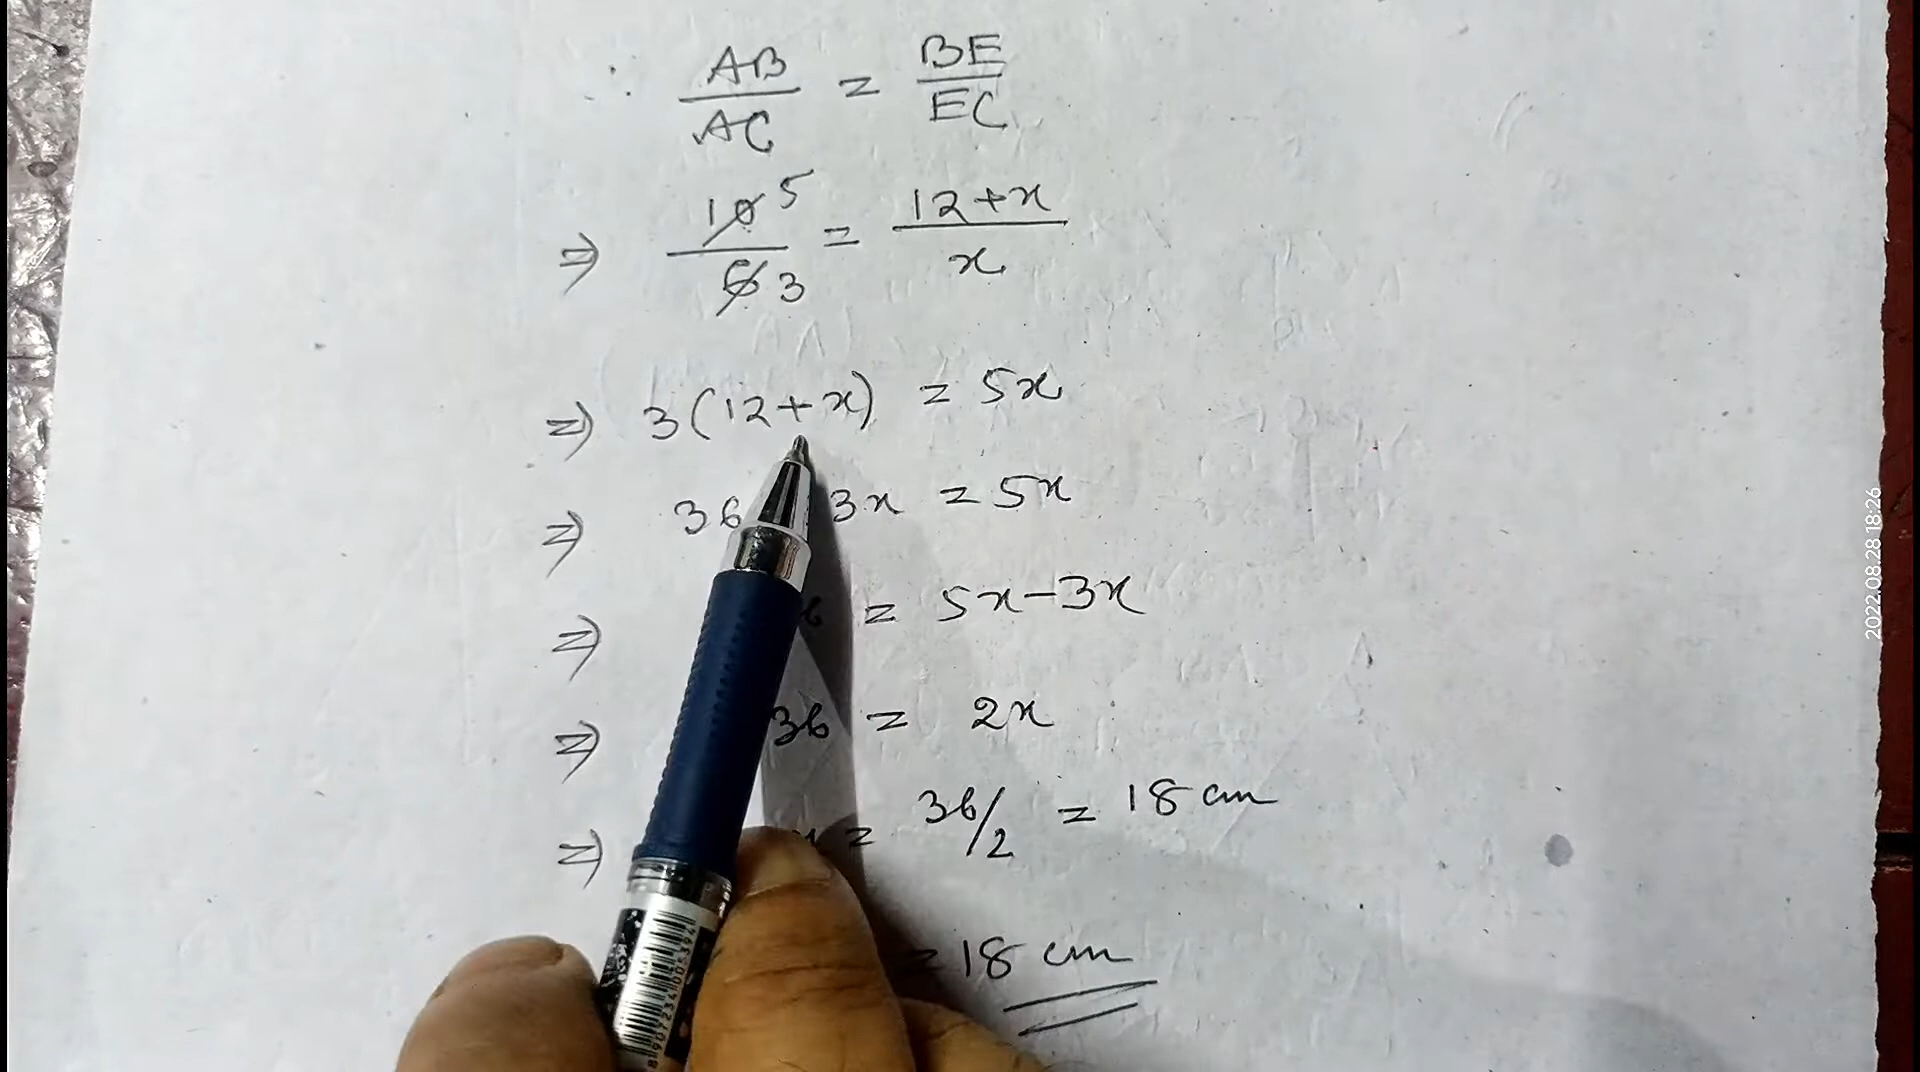 ∴ AB/AC = BE/EC
⇒ 10 5/6 3 = 12+x/x
⇒ 3(12+x) = 5x
⇒ 36 3x = 5x
⇒ = 5x-3x
⇒ 36 = 2x
⇒ x = 36/2 = 18 cm
= 18 cm
8907234005394
2022.08.28 18:26